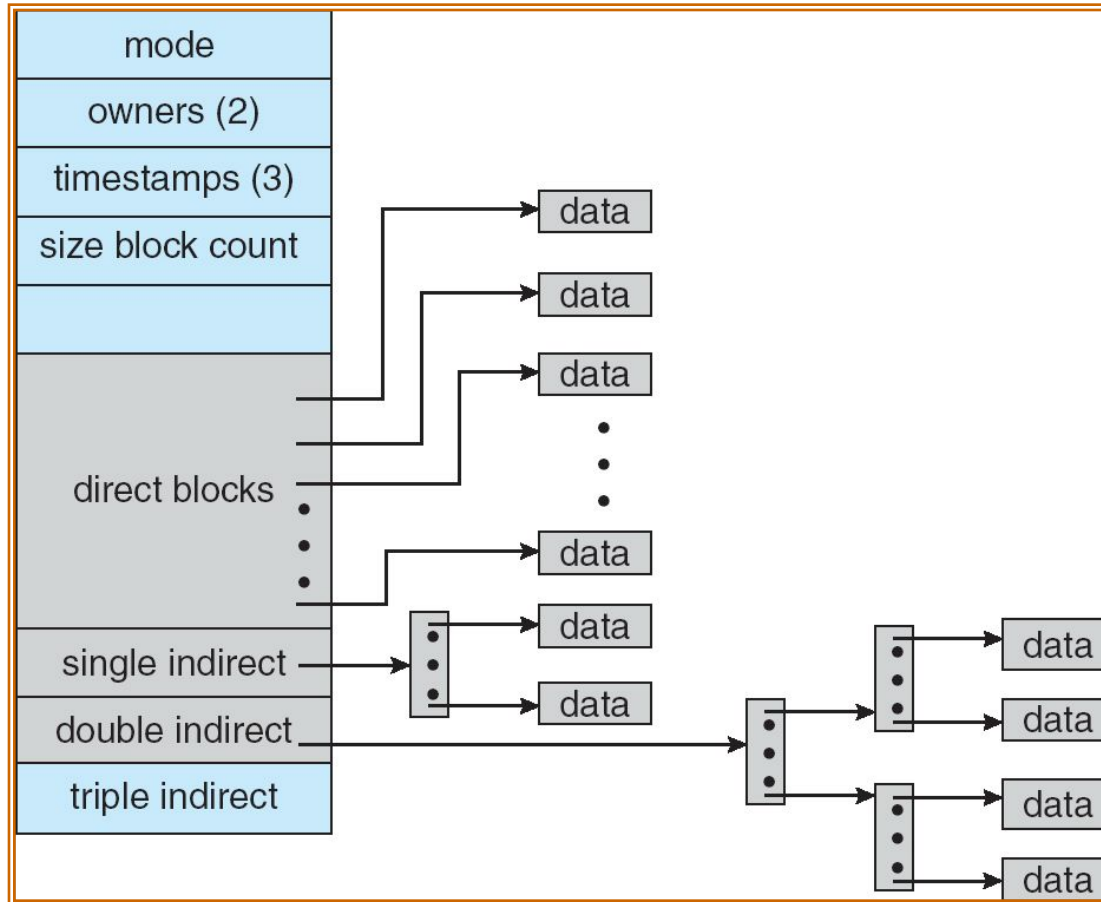 mode
owners (2)
timestamps (3)
size block count
direct blocks
single indirect
double indirect
triple indirect
data
data
data
data
data
data
data
data
data
data